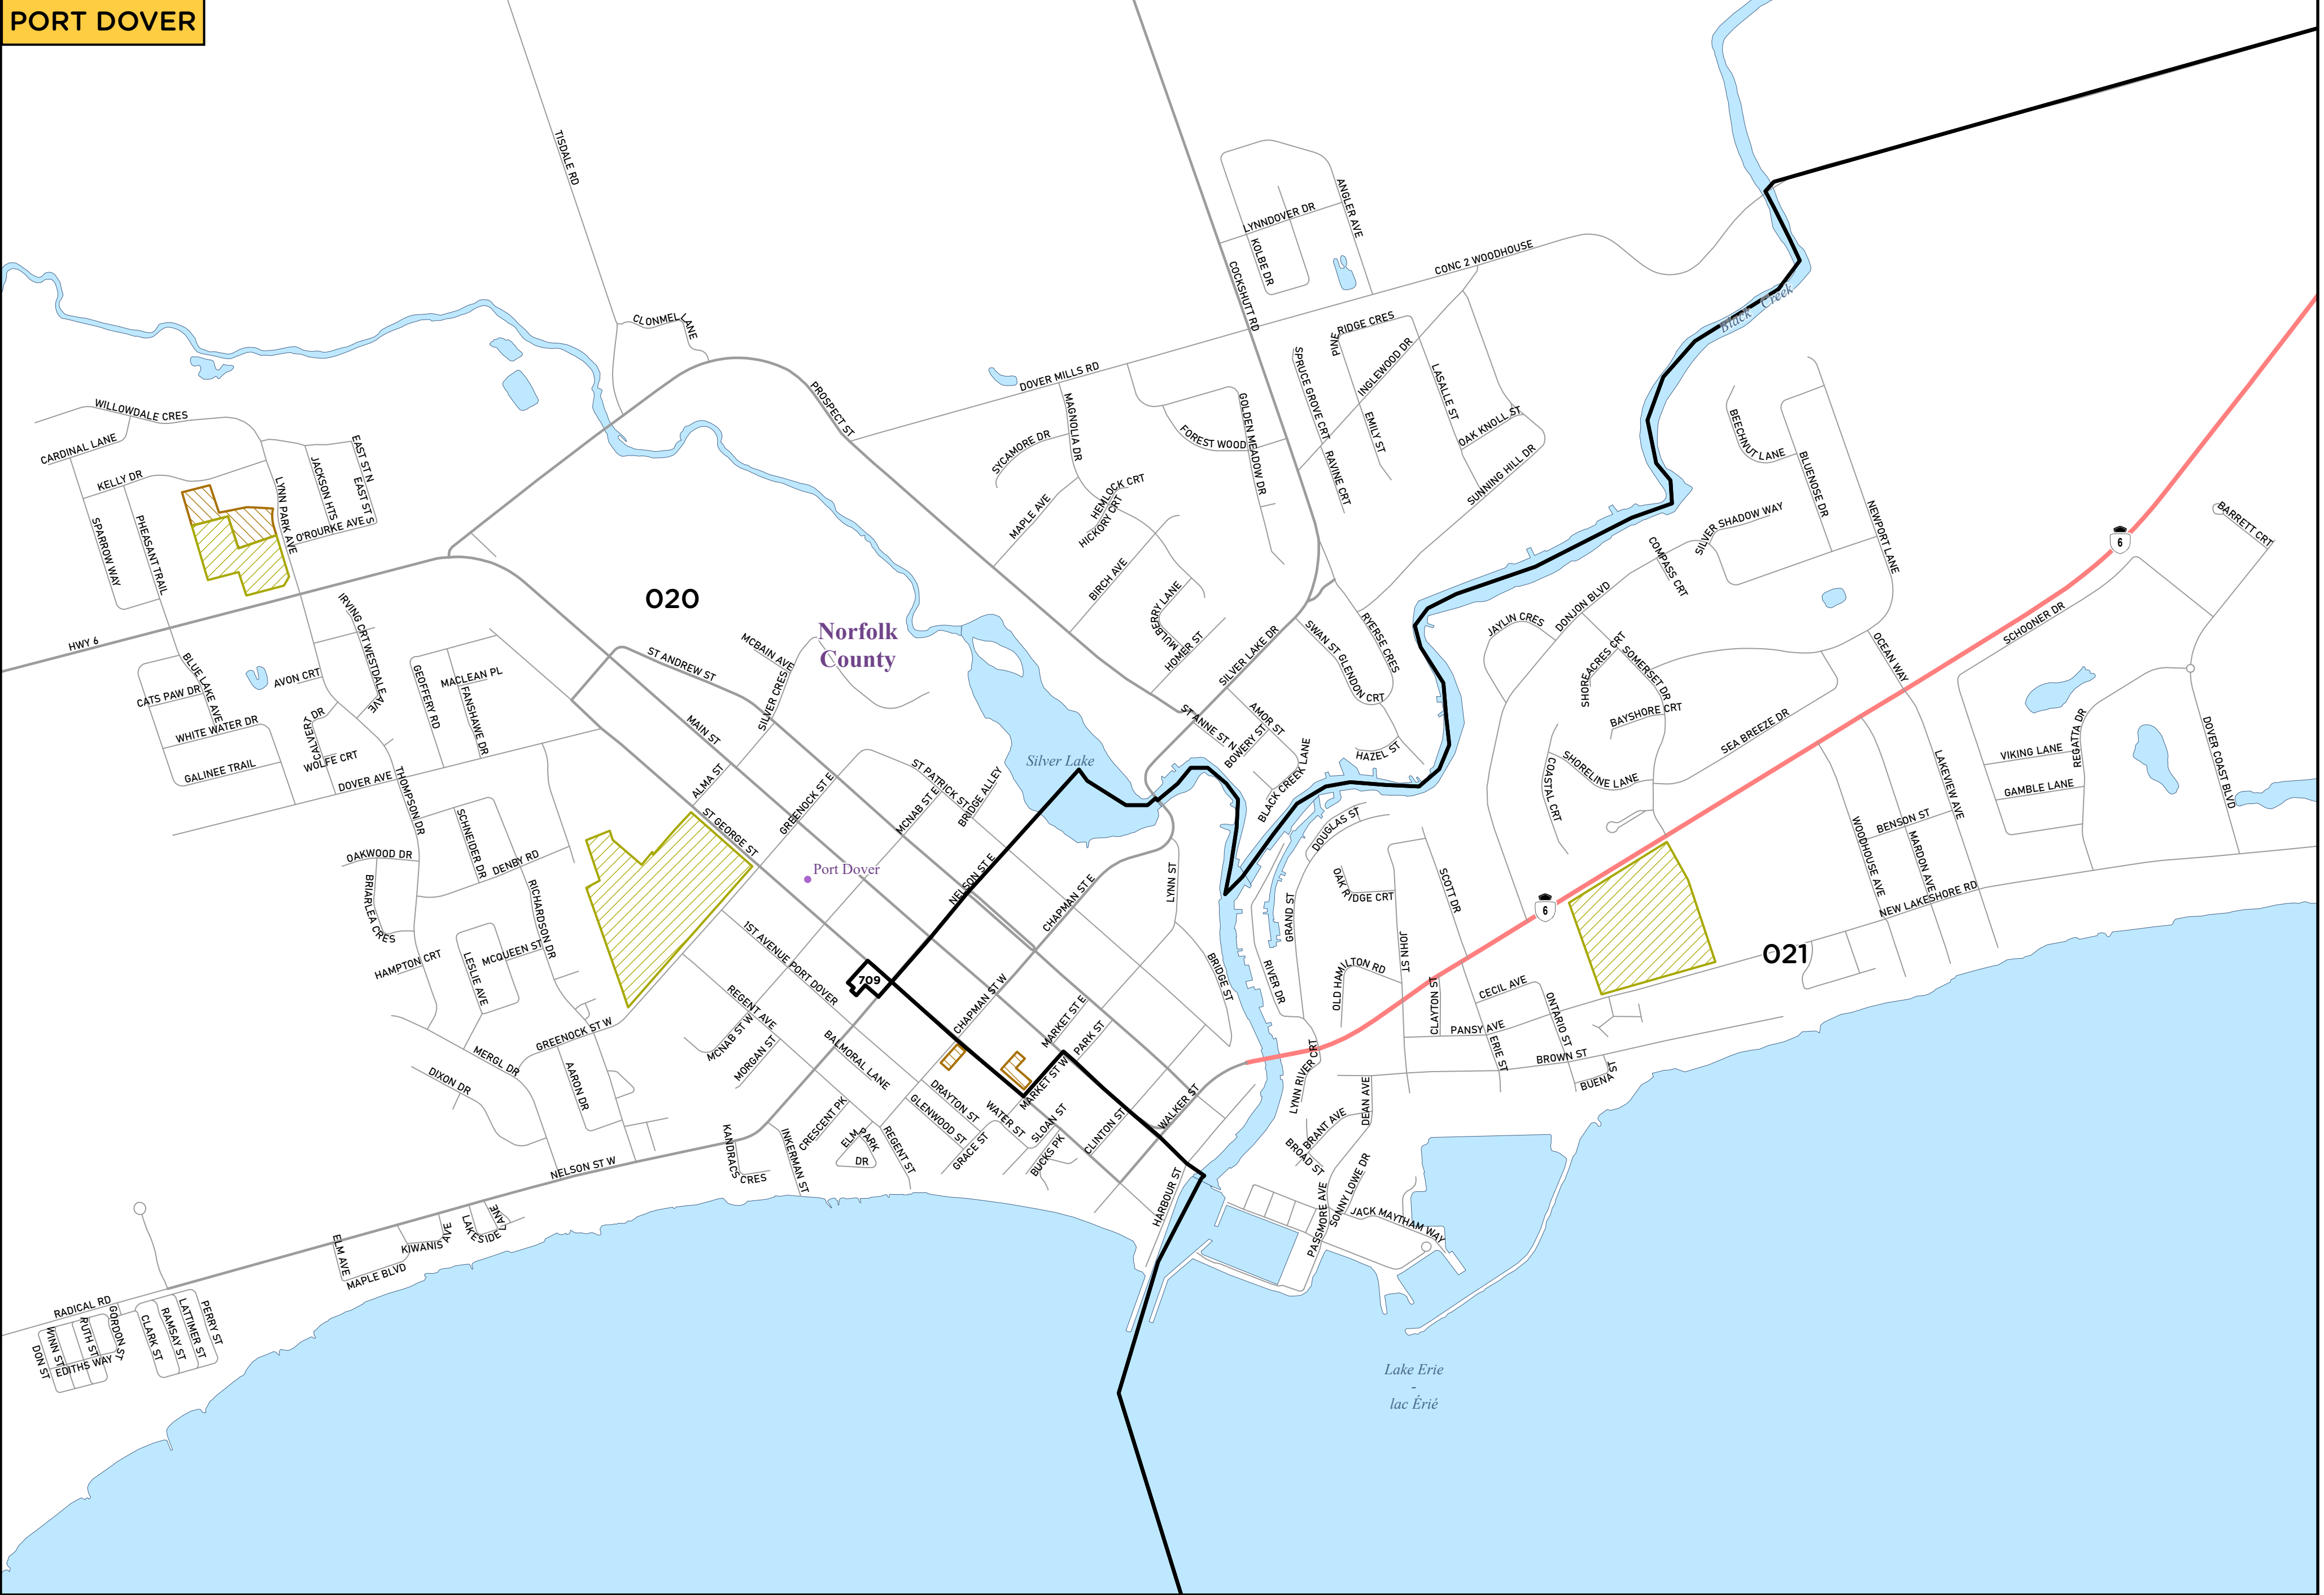 PORT DOVER
TISDALE RD
ANGLER AVE
LYNNDOVER DR
KOLBE DR
CONC 2 WOODHOUSE
COCKSHUTT RD
Black Creek
CLONMEL LANE
PINE RIDGE CRES
INGLEWOOD DR
SPRUCE GROVE CRT
LASALLE ST
DOVER MILLS RD
PROSPECT ST
MAGNOLIA DR
GOLDEN MEADOW DR
EMILY ST
OAK KNOLL ST
WILLOWDALE CRES
CARDINAL LANE
EAST ST N
FOREST WOOD
SYCAMORE DR
BEECHNUT LANE
BLUENOSE DR
KELLY DR
LYNN PARK AVE
JACKSON HTS
EAST ST S
RAVINE CRT
SUNNING HILL DR
HEMLOCK CRT
HICKORY CRT
MAPLE AVE
SPARROW WAY
PHEASANT TRAIL
O'ROURKE AVE
SILVER SHADOW WAY
NEWPORT LANE
BARRETT CRT
6
COMPASS CRT
BIRCH AVE
020
IRVING CRT
WESTDALE AVE
MULBERRY LANE
DONJON BLVD
JAYLIN CRES
SCHOONER DR
Norfolk
County
HWY 6
ST ANDREW ST
MCBAIN AVE
HOMER ST
SILVER LAKE DR
SWAN ST
GLENDON CRT
RYERSE CRES
SHOREACRES CRT
SOMERSET DR
OCEAN WAY
BLUE LAKE AVE
CATS PAW DR
AVON CRT
GEOFFERY RD
MACLEAN PL
FANSHAWE DR
SILVER CRES
WHITE WATER DR
CALVERT DR
MAIN ST
ST ANNE ST N
AMOR ST
BOWERY ST
BAYSHORE CRT
SEA BREEZE DR
REGATTA DR
DOVER COAST BLVD
GALINEE TRAIL
WOLFE CRT
DOVER AVE
Silver Lake
HAZEL ST
SHORELINE LANE
COASTAL CRT
LAKEVIEW AVE
VIKING LANE
GAMBLE LANE
THOMPSON DR
ALMA ST
GREENOCK ST E
ST PATRICK ST
MCNAB ST E
BRIDGE ALLEY
BLACK CREEK LANE
ST GEORGE ST
DOUGLAS ST
BENSON ST
WOODHOUSE AVE
MARDON AVE
SCHNEIDER DR
DENBY RD
OAKWOOD DR
BRIARLEA CRES
Port Dover
NELSON ST E
CHAPMAN ST E
LYNN ST
OAK RIDGE CRT
SCOTT DR
NEW LAKESHORE RD
6
RICHARDSON DR
1ST AVENUE PORT DOVER
GRAND ST
021
HAMPTON CRT
MCQUEEN ST
LESLIE AVE
709
BRIDGE ST
RIVER DR
JOHN ST
OLD HAMILTON RD
CECIL AVE
CLAYTON ST
ONTARIO ST
REGENT AVE
CHAPMAN ST W
MARKET ST E
PARK ST
PANSY AVE
ERIE ST
BROWN ST
GREENOCK ST W
MCNAB ST W
MORGAN ST
BALMORAL LANE
MARKET ST W
MERGL DR
DIXON DR
AARON DR
DRAYTON ST
GLENWOOD ST
WATER ST
SLOAN ST
WALKER ST
CLINTON ST
LYNN RIVER CRT
BUENA ST
DEAN AVE
BRANT AVE
BROAD ST
CRESCENT PK
KANDRACS CRES
INKERMAN ST
ELM PARK DR
REGENT ST
GRACE ST
BUCKS PK
NELSON ST W
HARBOUR ST
SONNY LOWE DR
PASSMORE AVE
JACK MAYTHAM WAY
LAKESIDE LANE
KIWANIS AVE
ELM AVE
MAPLE BLVD
RADICAL RD
DON ST
WINN ST
RUTH ST
GORDON ST
EDITHS WAY
CLARK ST
RAMSAY ST
LATTIMER ST
PERRY ST
Lake Erie
-
lac Érié